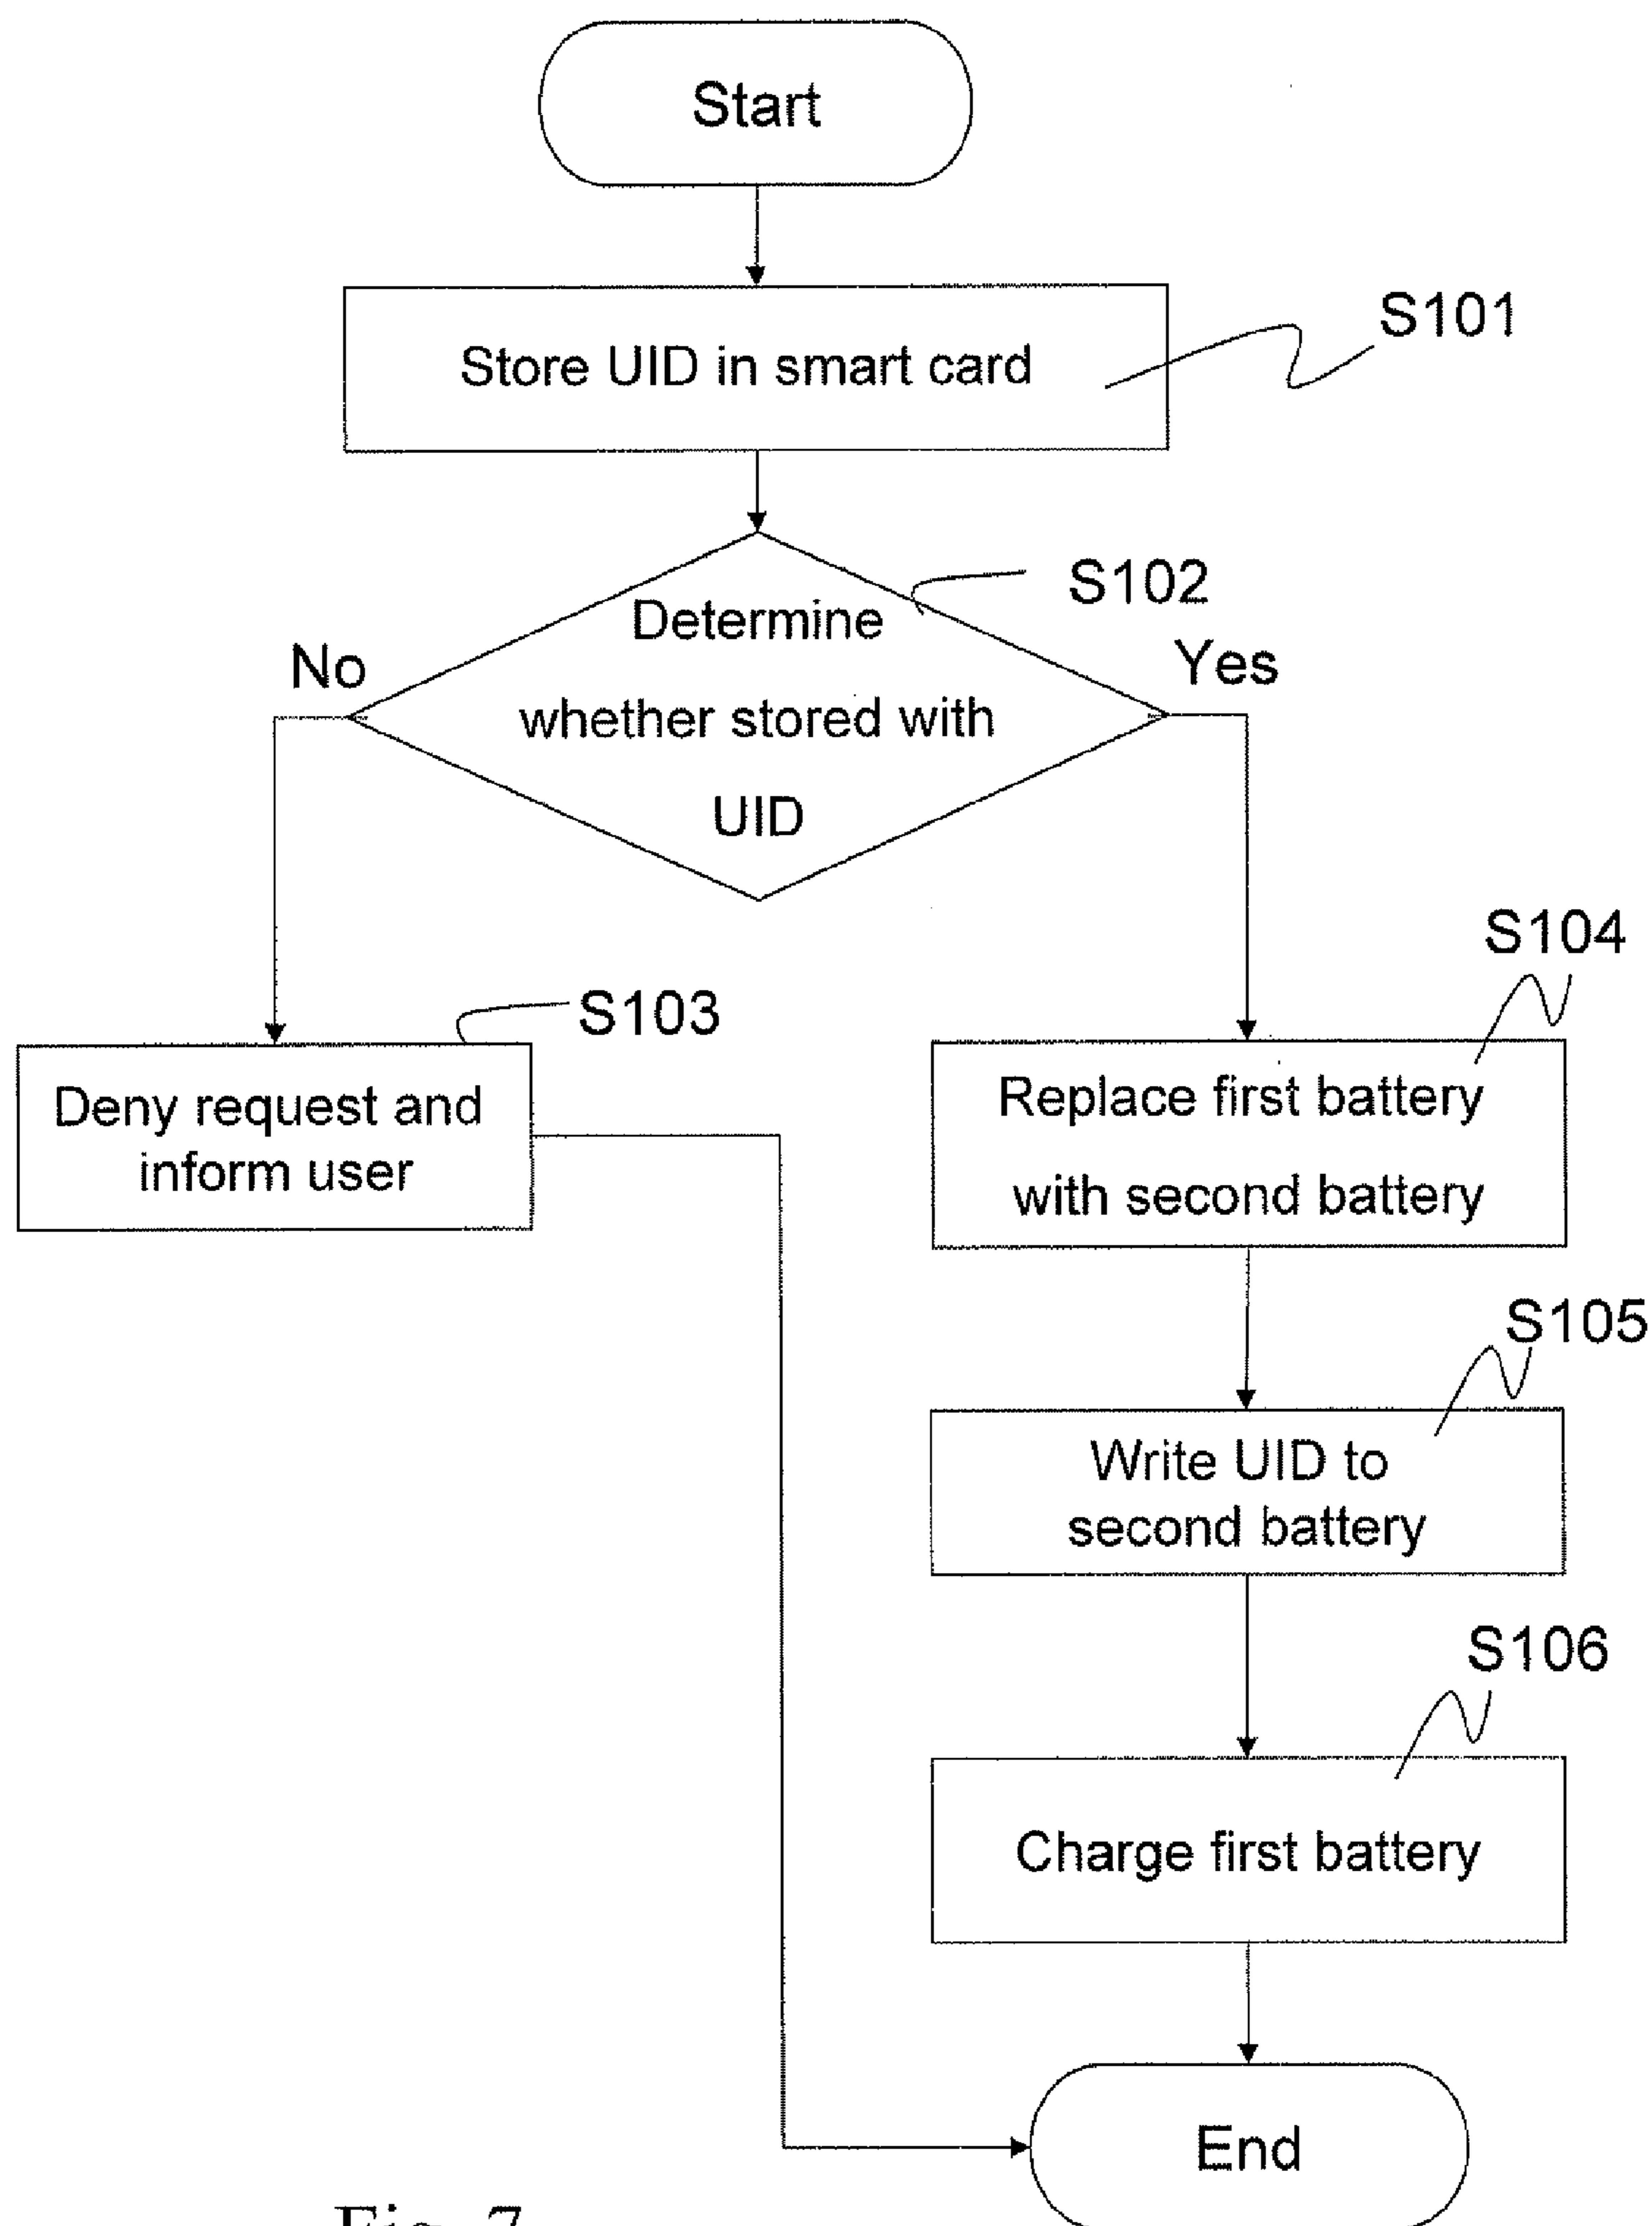 Start
Store UID in smart card
S101
Determine
whether stored with
UID
S102
No
Yes
S103
Deny request and
inform user
S104
Replace first battery
with second battery
S105
Write UID to
second battery
S106
Charge first battery
End
Fig. 7